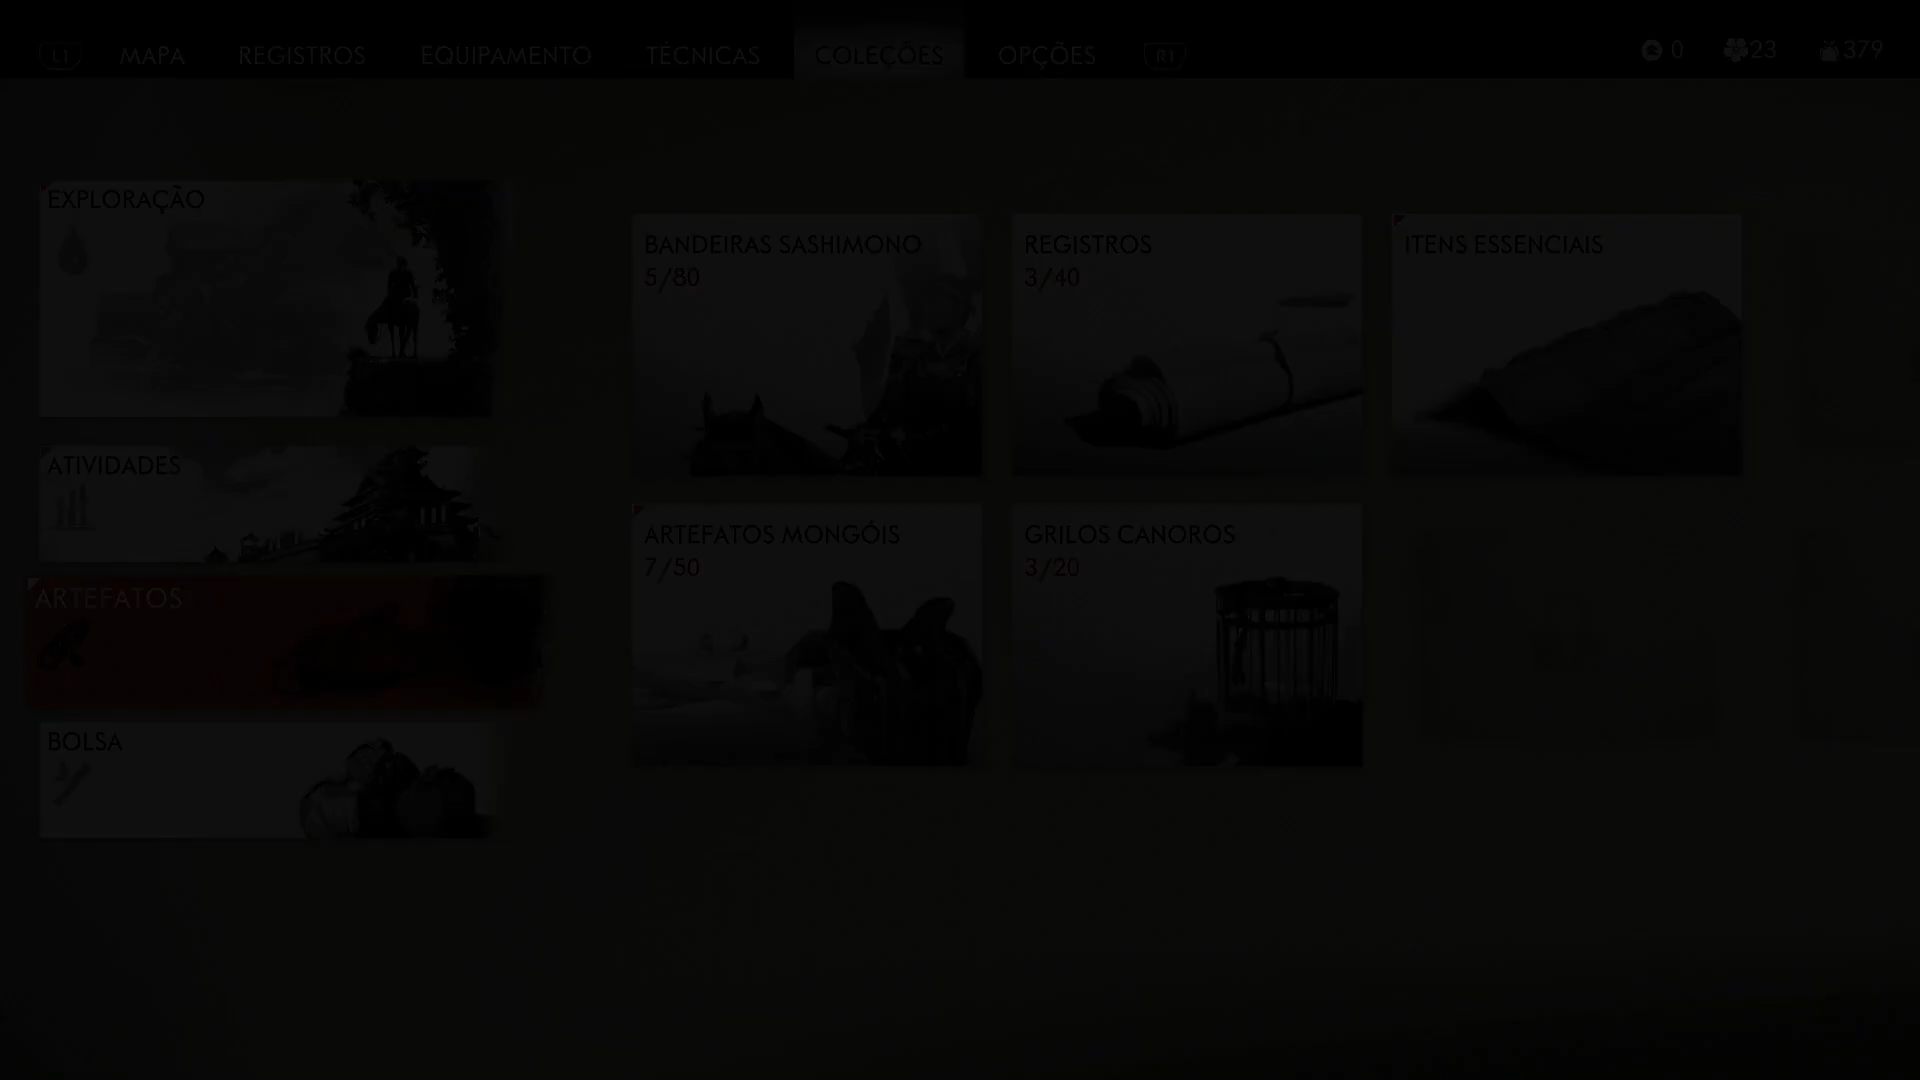 L1 MAPA REGISTROS EQUIPAMENTO TÉCNICAS COLEÇÕES OPÇÕES R1 0 23 379
EXPLORAÇÃO
ATIVIDADES
ARTEFATOS
BOLSA
BANDEIRAS SASHIMONO
5/80
REGISTROS
3/40
ITENS ESSENCIAIS
ARTEFATOS MONGÓIS
7/50
GRILOS CANOROS
3/20